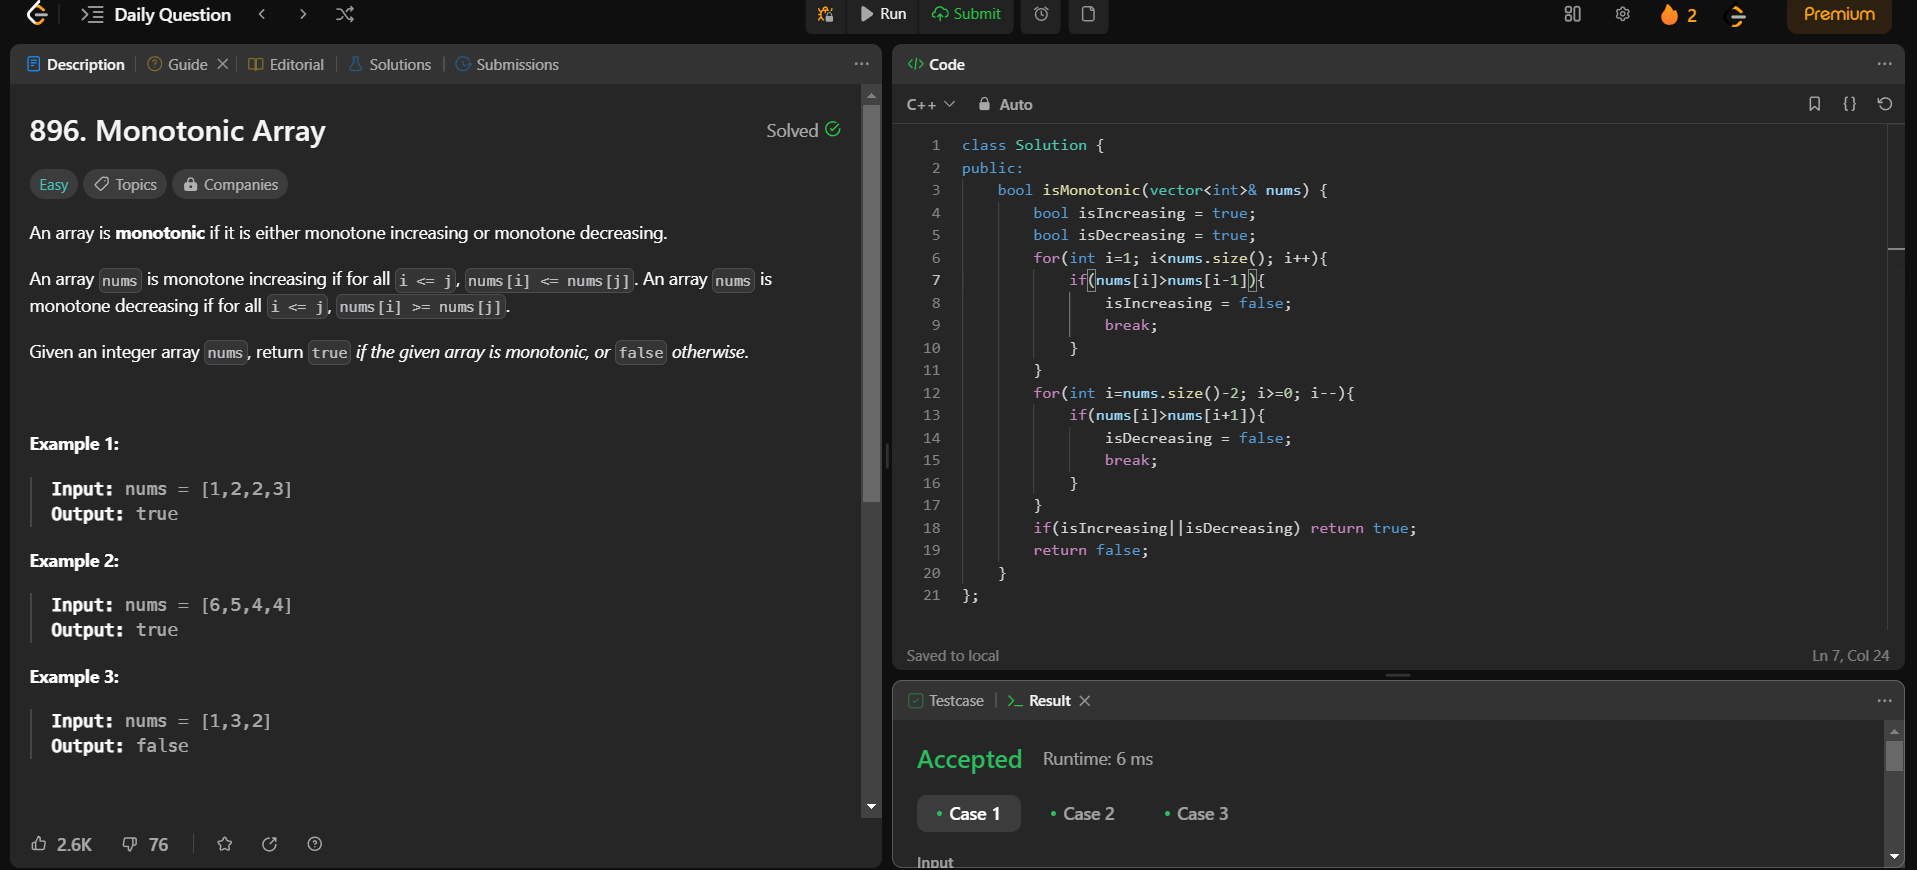 Daily Question
Run
Submit
2
Premium
Description
Guide
Editorial
Solutions
Submissions
896. Monotonic Array
Solved
Easy
Topics
Companies
An array is monotonic if it is either monotone increasing or monotone decreasing.
An array nums is monotone increasing if for all i <= j, nums[i] <= nums[j]. An array nums is
monotone decreasing if for all i <= j, nums[i] >= nums[j].
Given an integer array nums, return true if the given array is monotonic, or false otherwise.
Example 1:
Input: nums = [1,2,2,3]
Output: true
Example 2:
Input: nums = [6,5,4,4]
Output: true
Example 3:
Input: nums = [1,3,2]
Output: false
2.6K
76
Code
C++
Auto
1 class Solution {
2 public:
3 bool isMonotonic(vector<int>& nums) {
4 bool isIncreasing = true;
5 bool isDecreasing = true;
6 for(int i=1; i<nums.size(); i++){
7 if(nums[i]>nums[i-1]){
8 isIncreasing = false;
9 break;
10 }
11 }
12 for(int i=nums.size()-2; i>=0; i--){
13 if(nums[i]>nums[i+1]){
14 isDecreasing = false;
15 break;
16 }
17 }
18 if(isIncreasing||isDecreasing) return true;
19 return false;
20 }
21 };
Saved to local
Ln 7, Col 24
Testcase
>_ Result
Accepted
Runtime: 6 ms
Case 1
Case 2
Case 3
Input